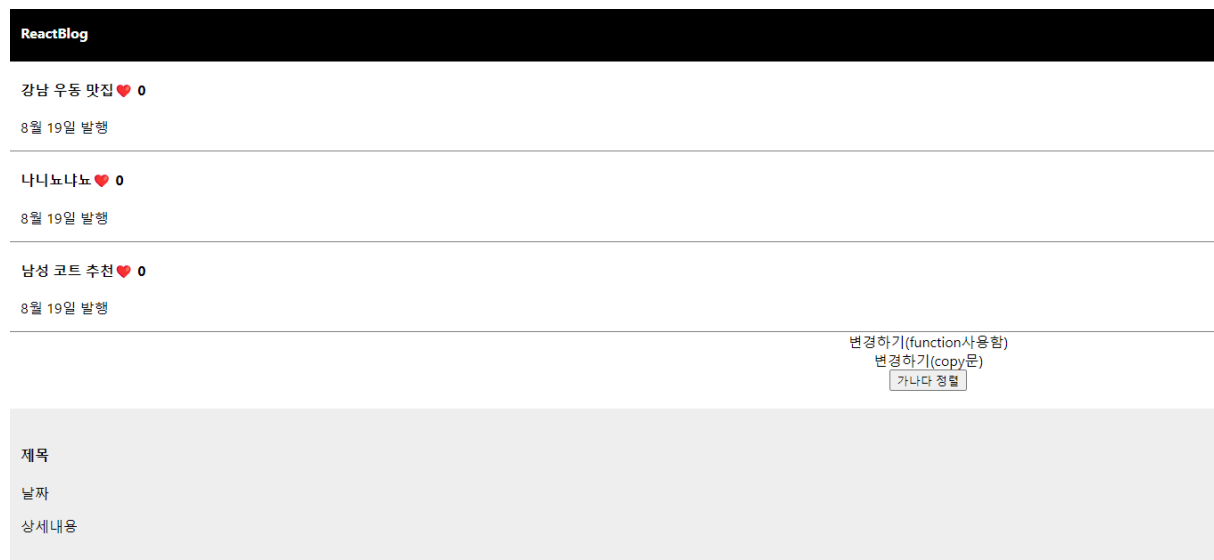 ReactBlog
강남 우동 맛집❤️ 0
8월 19일 발행
나니뇨냐뇨❤️ 0
8월 19일 발행
남성 코트 추천❤️ 0
8월 19일 발행
변경하기(function사용함)
변경하기(copy문)
가나다 정렬
제목
날짜
상세내용